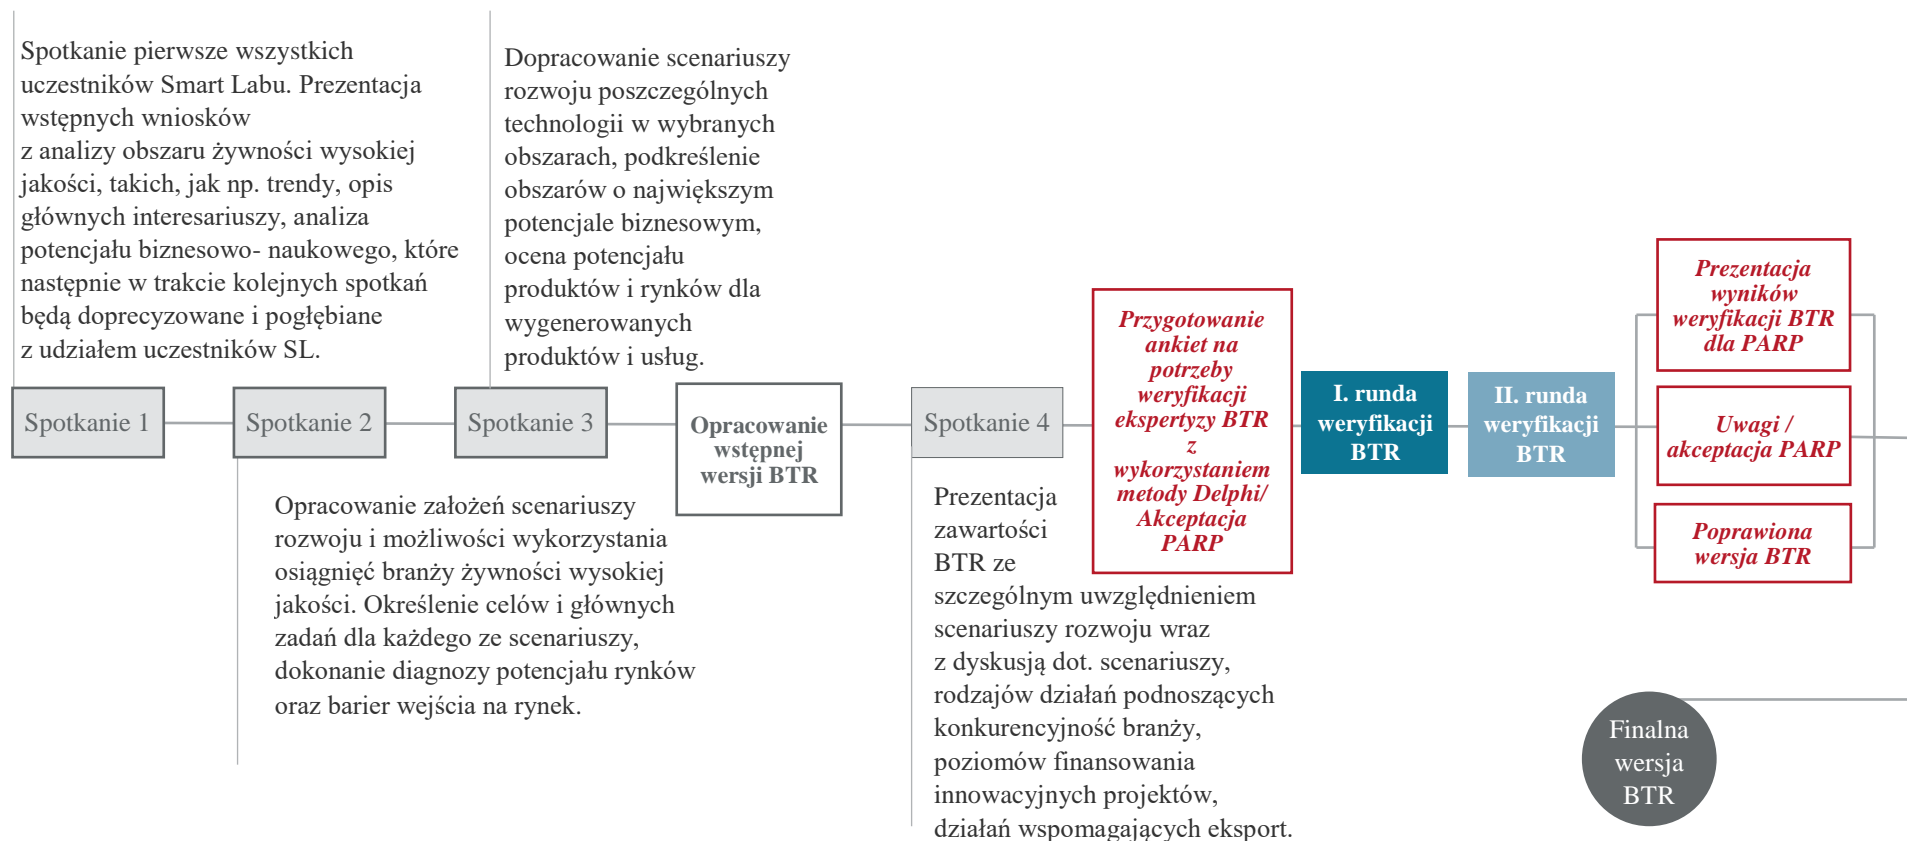 Spotkanie pierwsze wszystkich
uczestników Smart Labu. Prezentacja
wstępnych wniosków
z analizy obszaru żywności wysokiej
jakości, takich, jak np. trendy, opis
głównych interesariuszy, analiza
potencjału biznesowo- naukowego, które
następnie w trakcie kolejnych spotkań
będą doprecyzowane i pogłębiane
z udziałem uczestników SL.
Dopracowanie scenariuszy
rozwoju poszczególnych
technologii w wybranych
obszarach, podkreślenie
obszarów o największym
potencjale biznesowym,
ocena potencjału
produktów i rynków dla
wygenerowanych
produktów i usług.
Spotkanie 1
Spotkanie 2
Spotkanie 3
Opracowanie
wstępnej
wersji BTR
Spotkanie 4
Przygotowanie
ankiet na
potrzeby
weryfikacji
ekspertyzy BTR
z
wykorzystaniem
metody Delphi/
Akceptacja
PARP
I. runda
weryfikacji
BTR
II. runda
weryfikacji
BTR
Prezentacja
wyników
weryfikacji BTR
dla PARP
Uwagi /
akceptacja PARP
Poprawiona
wersja BTR
Opracowanie założeń scenariuszy
rozwoju i możliwości wykorzystania
osiągnięć branży żywności wysokiej
jakości. Określenie celów i głównych
zadań dla każdego ze scenariuszy,
dokonanie diagnozy potencjału rynków
oraz barier wejścia na rynek.
Prezentacja
zawartości
BTR ze
szczególnym uwzględnieniem
scenariuszy rozwoju wraz
z dyskusją dot. scenariuszy,
rodzajów działań podnoszących
konkurencyjność branży,
poziomów finansowania
innowacyjnych projektów,
działań wspomagających eksport.
Finalna
wersja
BTR